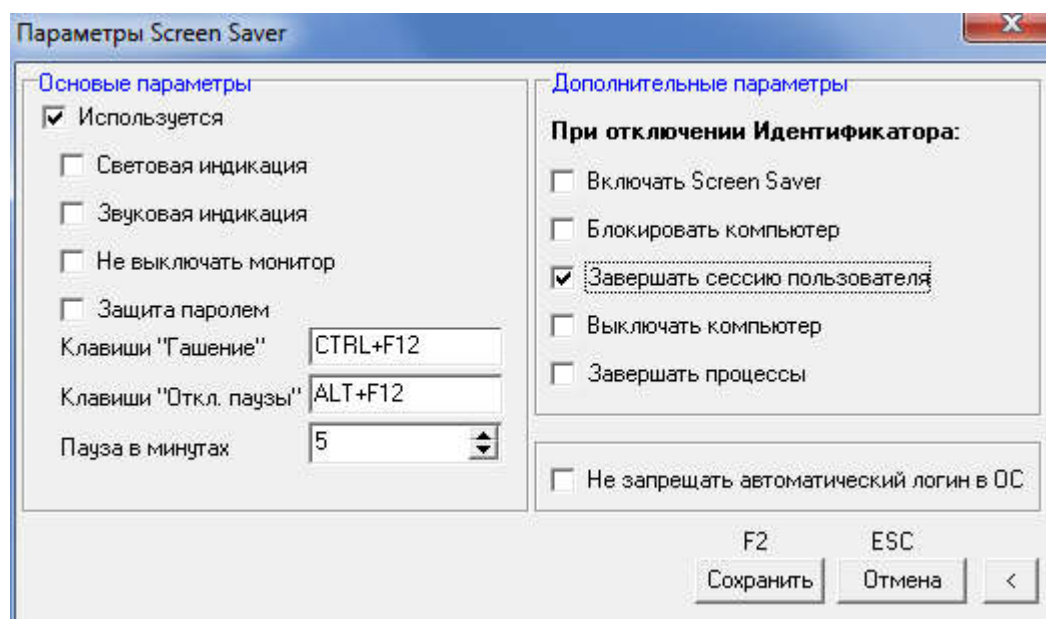 Параметры Screen Saver
Основые параметры
Используется
Световая индикация
Звуковая индикация
Не выключать монитор
Защита паролем
Клавиши "Гашение" CTRL+F12
Клавиши "Откл. паузы" ALT+F12
Пауза в минутах 5
Дополнительные параметры
При отключении Идентификатора:
Включать Screen Saver
Блокировать компьютер
Завершать сессию пользователя
Выключать компьютер
Завершать процессы
Не запрещать автоматический логин в ОС
F2 ESC
Сохранить Отмена <